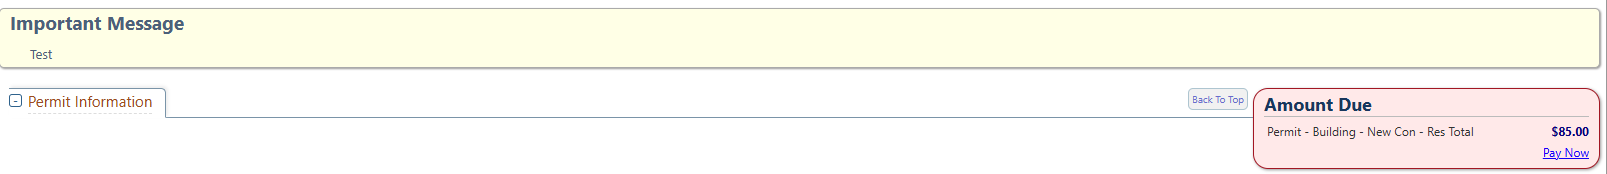 Important Message
Test
- Permit Information
Back To Top
Amount Due
Permit - Building - New Con - Res Total $85.00
Pay Now